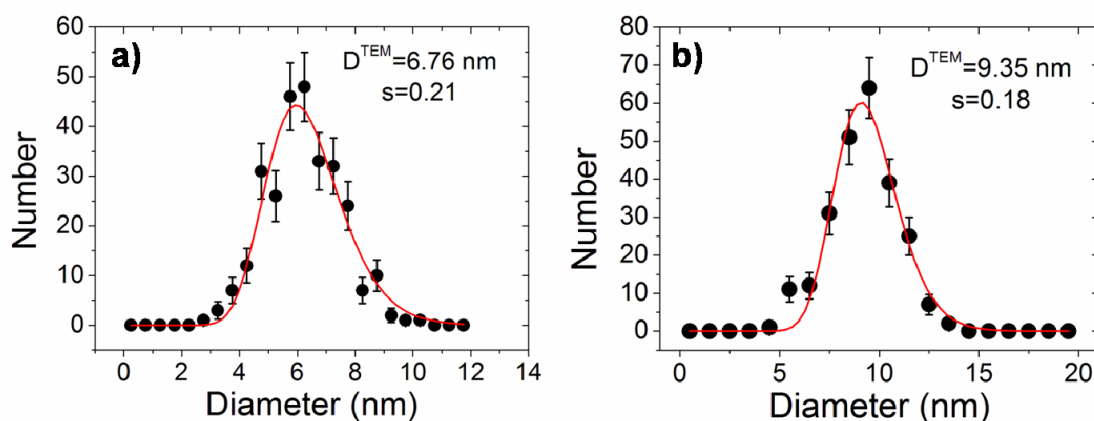 a)
D^TEM=6.76 nm
s=0.21
Number
60
50
40
30
20
10
0
0 2 4 6 8 10 12 14
Diameter (nm)
b)
D^TEM=9.35 nm
s=0.18
Number
80
70
60
50
40
30
20
10
0
0 5 10 15 20
Diameter (nm)